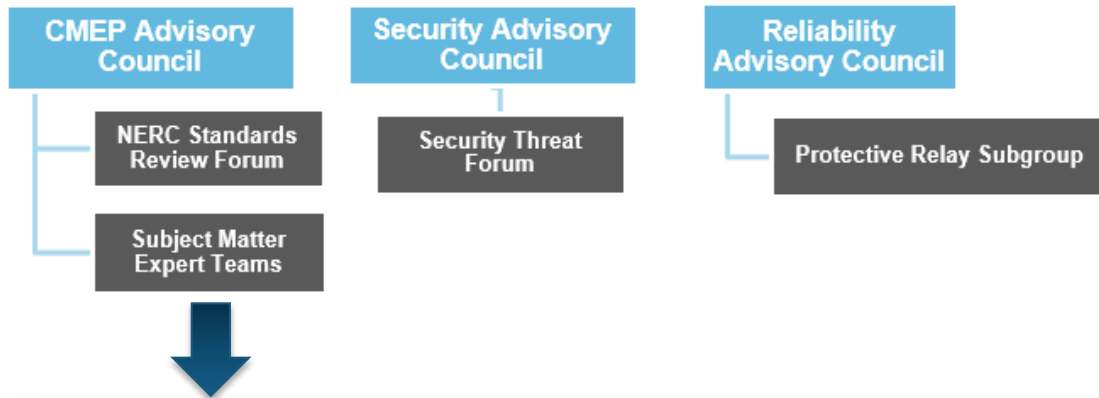 CMEP Advisory
Council
NERC Standards
Review Forum
Subject Matter
Expert Teams
Security Advisory
Council
Security Threat
Forum
Reliability
Advisory Council
Protective Relay Subgroup